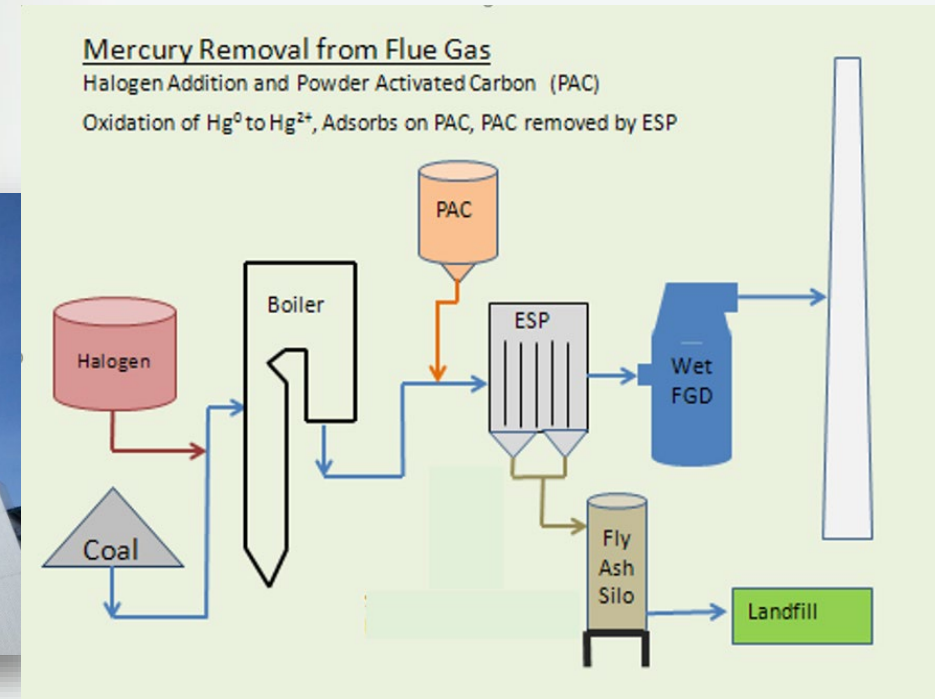 Mercury Removal from Flue Gas
Halogen Addition and Powder Activated Carbon (PAC)
Oxidation of Hg⁰ to Hg²⁺, Adsorbs on PAC, PAC removed by ESP
PAC
Boiler
Halogen
ESP
Wet
FGD
Coal
Fly
Ash
Silo
Landfill